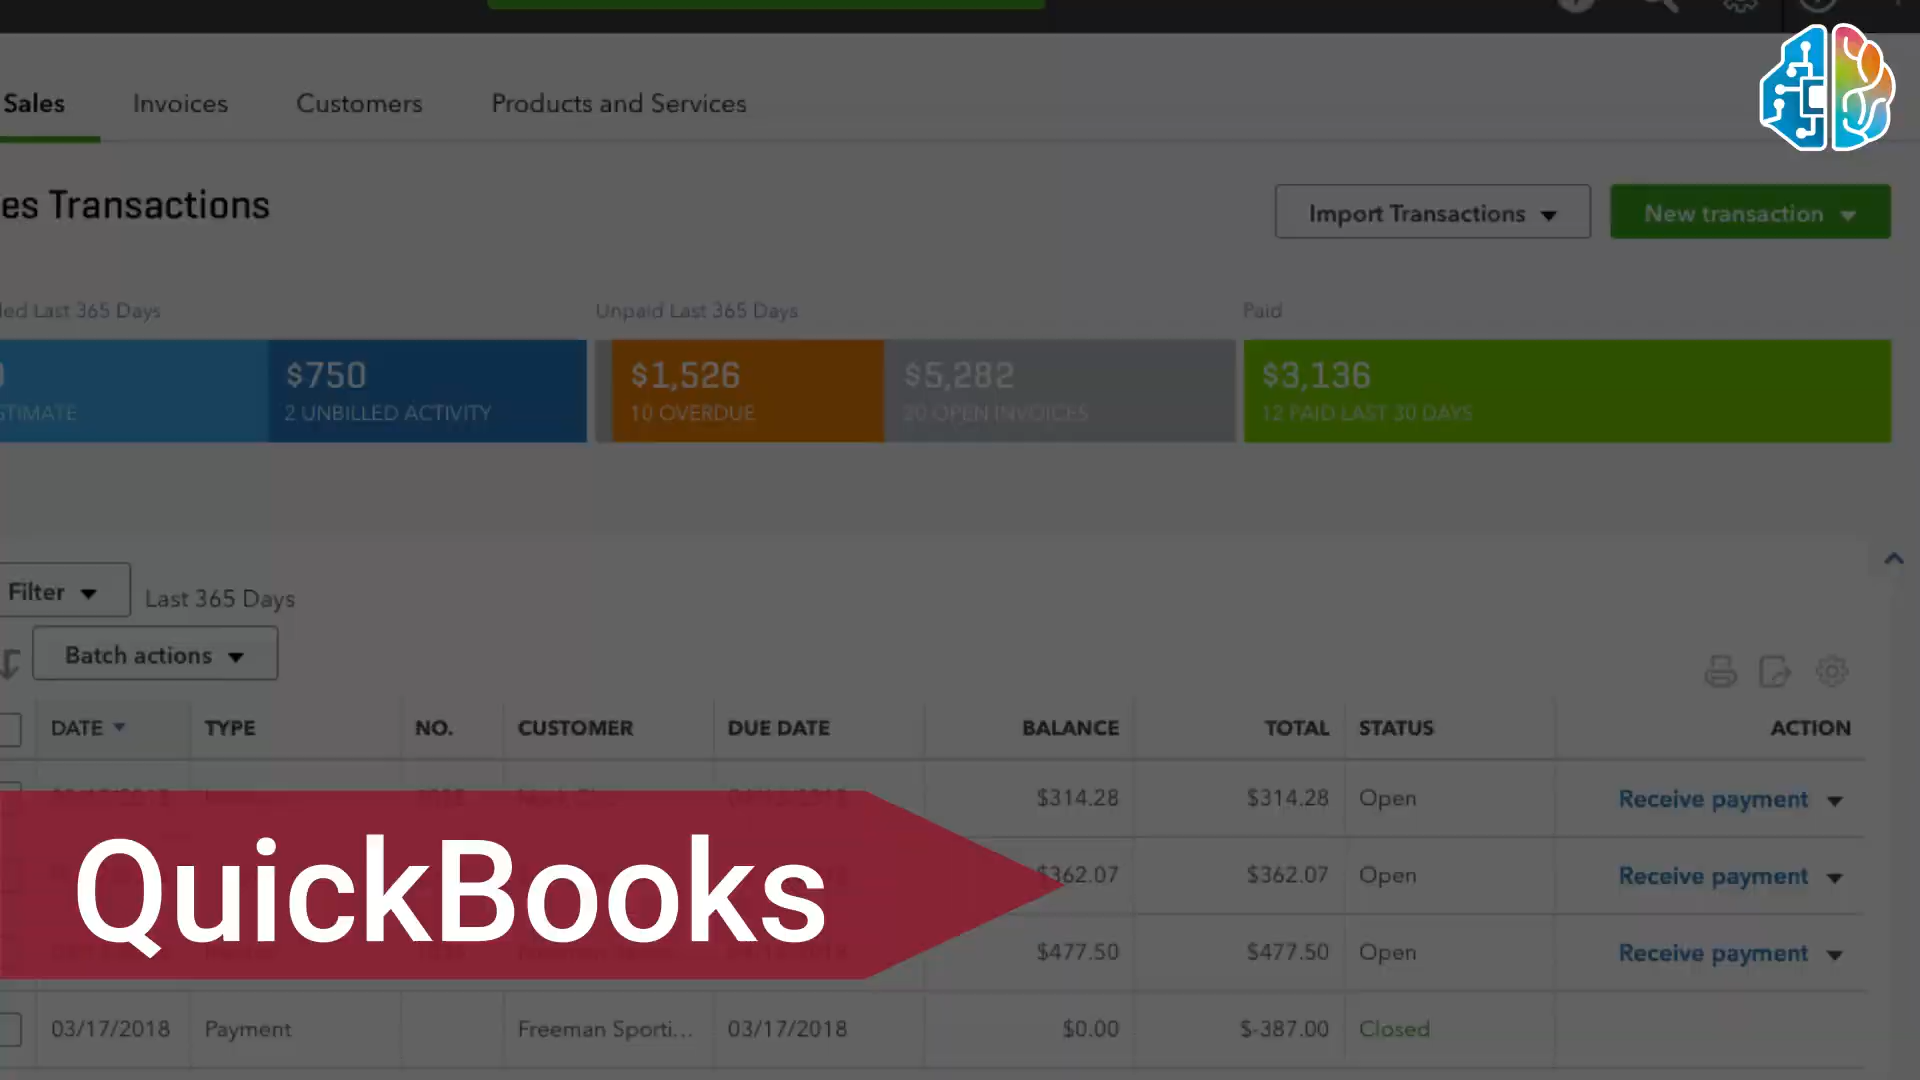 Sales Invoices Customers Products and Services
es Transactions
Import Transactions New transaction
led Last 365 Days Unpaid Last 365 Days Paid
$750 $1,526 $5,282 $3,136
STIMATE 2 UNBILLED ACTIVITY 10 OVERDUE 20 OPEN INVOICES 12 PAID LAST 30 DAYS
Filter Last 365 Days
Batch actions
DATE TYPE NO. CUSTOMER DUE DATE BALANCE TOTAL STATUS ACTION
$314.28 $314.28 Open Receive payment
QuickBooks
$362.07 $362.07 Open Receive payment
$477.50 $477.50 Open Receive payment
03/17/2018 Payment Freeman Sporti... 03/17/2018 $0.00 $-387.00 Closed